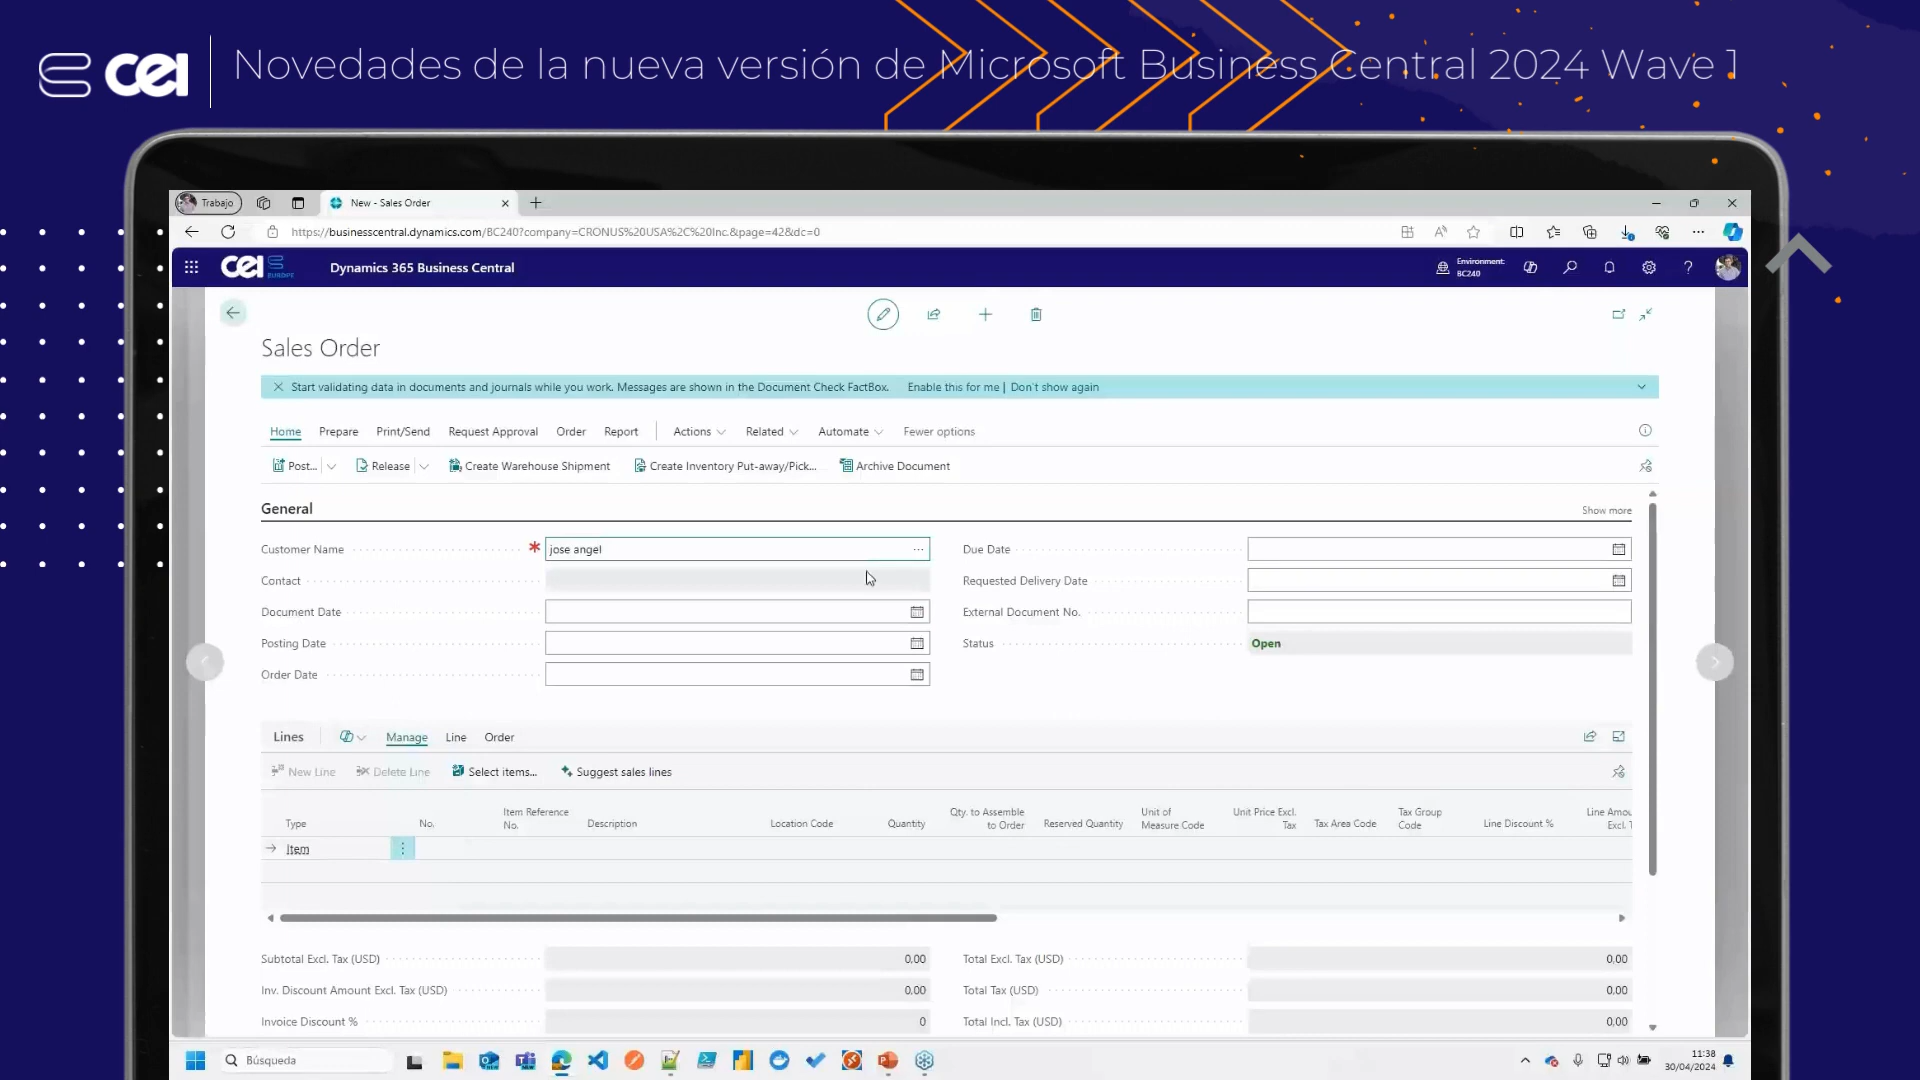 cei
Novedades de la nueva versión de Microsoft Business Central 2024 Wave 1
Trabajo
New - Sales Order
https://businesscentral.dynamics.com/BC240?company=CRONUS%20USA%2C%20Inc.&page=42&dc=0
cei EUROPE
Dynamics 365 Business Central
Environment:
BC240
Sales Order
Start validating data in documents and journals while you work. Messages are shown in the Document Check FactBox. Enable this for me | Don't show again
Home Prepare Print/Send Request Approval Order Report Actions Related Automate Fewer options
Post... Release Create Warehouse Shipment Create Inventory Put-away/Pick... Archive Document
General
Show more
Customer Name * jose angel ...
Due Date
Contact
Requested Delivery Date
Document Date
External Document No.
Posting Date
Status Open
Order Date
Lines Manage Line Order
New Line Delete Line Select items... Suggest sales lines
Type No. Item Reference No. Description Location Code Quantity Qty. to Assemble to Order Reserved Quantity Unit of Measure Code Unit Price Excl. Tax Tax Area Code Tax Group Code Line Discount % Line Amou Excl. T
Item
Subtotal Excl. Tax (USD) 0,00
Total Excl. Tax (USD) 0,00
Inv. Discount Amount Excl. Tax (USD) 0,00
Total Tax (USD) 0,00
Invoice Discount % 0
Total Incl. Tax (USD) 0,00
Búsqueda
11:38
30/04/2024